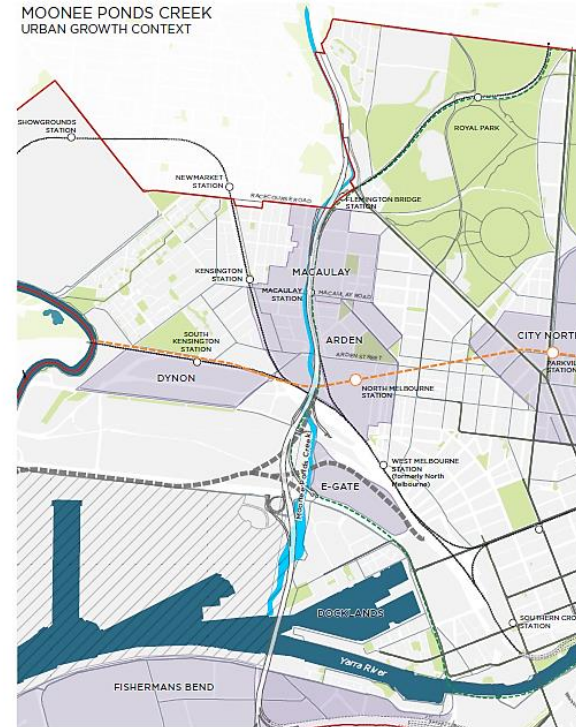 MOONEE PONDS CREEK
URBAN GROWTH CONTEXT
SHOWGROUNDS
STATION
ROYAL PARK
NEWMARKET
STATION
RACECOURSE ROAD
FLEMINGTON BRIDGE
STATION
KENSINGTON
STATION
MACAULAY
MACAULAY
STATION
MACAULAY ROAD
SOUTH
KENSINGTON
STATION
ARDEN
ARDEN STREET
CITY NORTH
PARKVIL
STATION
DYNON
NORTH MELBOURNE
STATION
WEST MELBOURNE
STATION
(formerly North
Melbourne)
Moonee Ponds Creek
E-GATE
DOCKLANDS
SOUTHERN CRO
STATION
Yarra River
FISHERMANS BEND